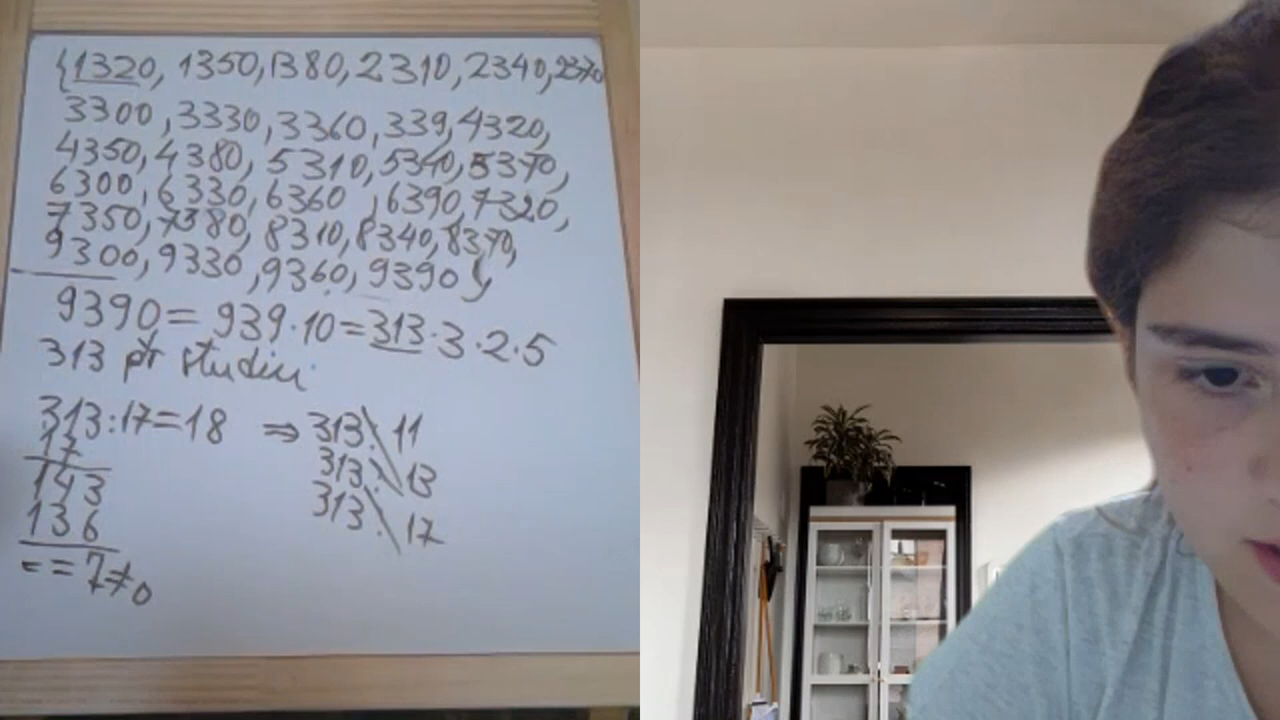 {1320, 1350, 1380, 2310, 2340, 2370
3300, 3330, 3360, 339, 4320,
4350, 4380, 5310, 5340, 5370,
6300, 6330, 6360, 6390, 7320,
7350, 7380, 8310, 8340, 8370,
9300, 9330, 9360, 9390},
9390 = 939·10 = 313·3·2·5
313 pt studiu
313:17=18 ⇒ 313⋮̸11
17
143 313⋮̸13
136 313⋮̸17
==7≠0